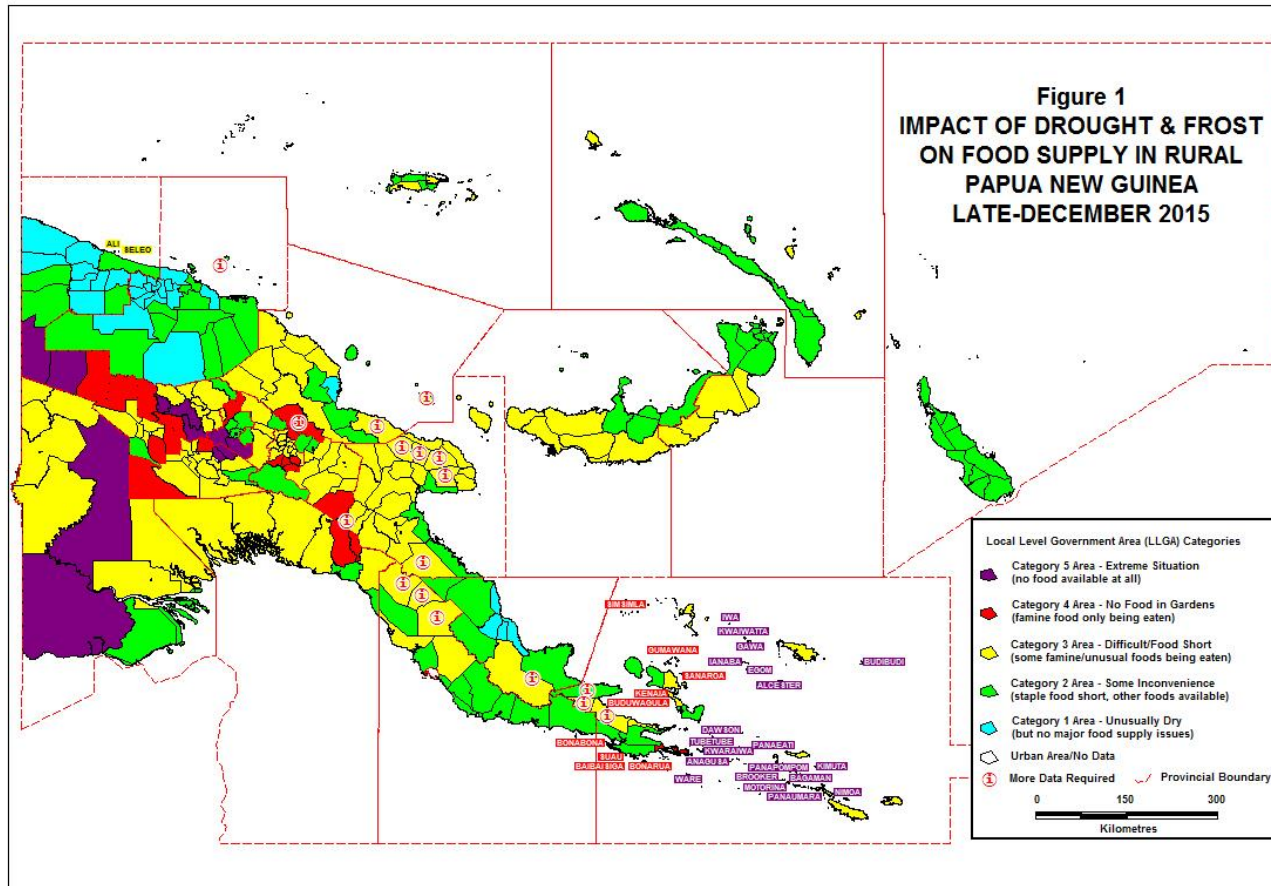 Figure 1
IMPACT OF DROUGHT & FROST
ON FOOD SUPPLY IN RURAL
PAPUA NEW GUINEA
LATE-DECEMBER 2015
ALI
SELEO
SIMSIMLA
IWA
KWAIWATTA
GAWA
GUMAWANA
IANABA
EGOM
BUDIBUDI
SANAROA
ALCESTER
KENAIA
BUDUWAGULA
DAWSON
BONABONA
TUBETUBE
PANAEATI
KWARAIWA
SUAU
ANAGUSA
BAIBAISIGA
BONARUA
PANAPOMPOM
KIMUTA
WARE
BROOKER
BAGAMAN
MOTORINA
NIMOA
PANAUMARA
Local Level Government Area (LLGA) Categories
Category 5 Area - Extreme Situation
(no food available at all)
Category 4 Area - No Food in Gardens
(famine food only being eaten)
Category 3 Area - Difficult/Food Short
(some famine/unusual foods being eaten)
Category 2 Area - Some Inconvenience
(staple food short, other foods available)
Category 1 Area - Unusually Dry
(but no major food supply issues)
Urban Area/No Data
More Data Required
Provincial Boundary
0 150 300
Kilometres